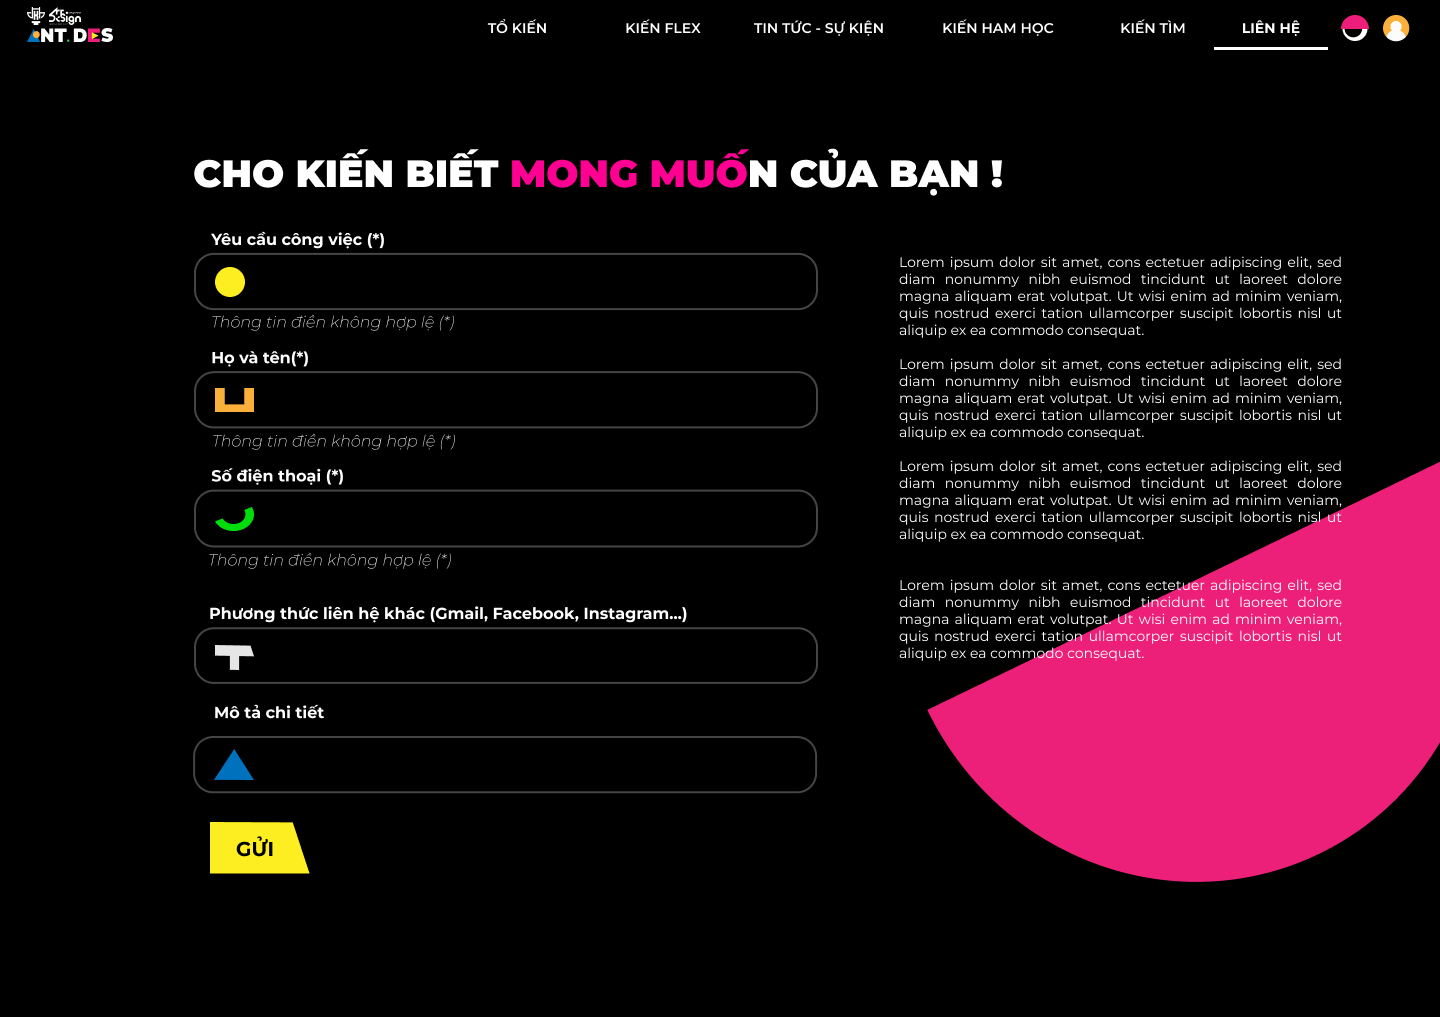 ArtSign
ANT. DES
TỔ KIẾN
KIẾN FLEX
TIN TỨC - SỰ KIỆN
KIẾN HAM HỌC
KIẾN TÌM
LIÊN HỆ
CHO KIẾN BIẾT MONG MUỐN CỦA BẠN !
Yêu cầu công việc (*)
Thông tin điền không hợp lệ (*)
Họ và tên(*)
Thông tin điền không hợp lệ (*)
Số điện thoại (*)
Thông tin điền không hợp lệ (*)
Phương thức liên hệ khác (Gmail, Facebook, Instagram...)
Mô tả chi tiết
GỬI
Lorem ipsum dolor sit amet, cons ectetuer adipiscing elit, sed
diam nonummy nibh euismod tincidunt ut laoreet dolore
magna aliquam erat volutpat. Ut wisi enim ad minim veniam,
quis nostrud exerci tation ullamcorper suscipit lobortis nisl ut
aliquip ex ea commodo consequat.
Lorem ipsum dolor sit amet, cons ectetuer adipiscing elit, sed
diam nonummy nibh euismod tincidunt ut laoreet dolore
magna aliquam erat volutpat. Ut wisi enim ad minim veniam,
quis nostrud exerci tation ullamcorper suscipit lobortis nisl ut
aliquip ex ea commodo consequat.
Lorem ipsum dolor sit amet, cons ectetuer adipiscing elit, sed
diam nonummy nibh euismod tincidunt ut laoreet dolore
magna aliquam erat volutpat. Ut wisi enim ad minim veniam,
quis nostrud exerci tation ullamcorper suscipit lobortis nisl ut
aliquip ex ea commodo consequat.
Lorem ipsum dolor sit amet, cons ectetuer adipiscing elit, sed
diam nonummy nibh euismod tincidunt ut laoreet dolore
magna aliquam erat volutpat. Ut wisi enim ad minim veniam,
quis nostrud exerci tation ullamcorper suscipit lobortis nisl ut
aliquip ex ea commodo consequat.